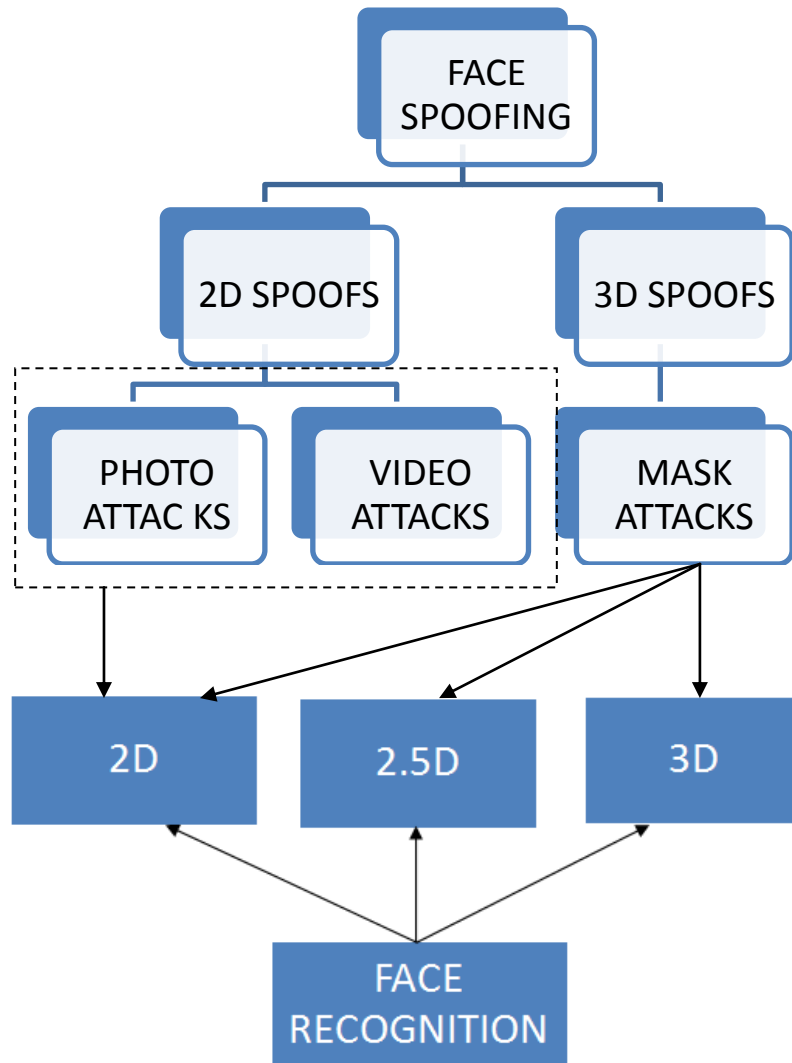 FACE
SPOOFING
2D SPOOFS
3D SPOOFS
PHOTO
ATTAC KS
VIDEO
ATTACKS
MASK
ATTACKS
2D
2.5D
3D
FACE
RECOGNITION